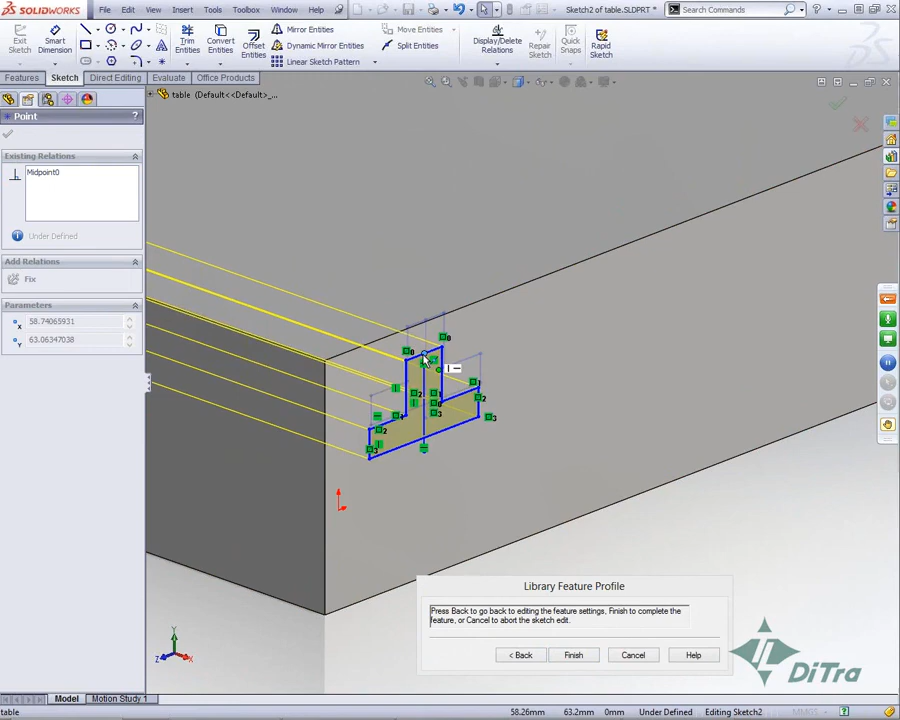 SOLIDWORKS
File Edit View Insert Tools Toolbox Window Help
Sketch2 of table.SLDPRT *
Search Commands
Exit Sketch
Smart Dimension
Trim Entities
Convert Entities
Offset Entities
Mirror Entities
Dynamic Mirror Entities
Linear Sketch Pattern
Move Entities
Split Entities
Display/Delete Relations
Repair Sketch
Quick Snaps
Rapid Sketch
Features Sketch Direct Editing Evaluate Office Products
table (Default<<Default>_...
Point ?
Existing Relations
Midpoint0
Under Defined
Add Relations
Fix
Parameters
58.74065931
63.06347038
Library Feature Profile
Press Back to go back to editing the feature settings, Finish to complete the
feature, or Cancel to abort the sketch edit.
< Back Finish Cancel Help
DiTra
Y
Z X
Model Motion Study 1
table 58.26mm 63.2mm 0mm Under Defined Editing Sketch2 MMGS